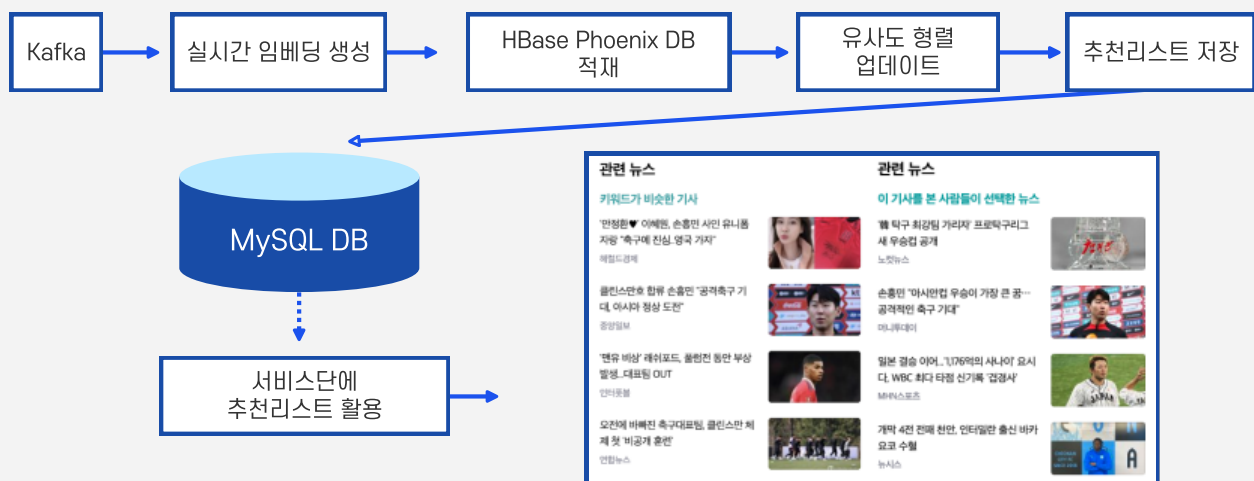 Kafka
실시간 임베딩 생성
HBase Phoenix DB
적재
유사도 형렬
업데이트
추천리스트 저장
MySQL DB
서비스단에
추천리스트 활용
관련 뉴스
키워드가 비슷한 기사
'안정환♥' 이혜원, 손흥민 사인 유니폼
자랑 "축구에 진심. 영국 가자"
헤럴드경제
클린스만호 합류 손흥민 "공격축구 기
대, 아시아 정상 도전"
중앙일보
'맨유 비상' 래쉬포드, 풀럼전 동안 부상
발생...대표팀 OUT
인터풋볼
오전에 바빠진 축구대표팀, 클린스만 체
제 첫 '비공개 훈련'
연합뉴스
관련 뉴스
이 기사를 본 사람들이 선택한 뉴스
'韓 탁구 최강팀 가리자' 프로탁구리그
새 우승컵 공개
노컷뉴스
손흥민 "아시안컵 우승이 가장 큰 꿈…
공격적인 축구 기대"
머니투데이
일본 결승 이어...'1,176억의 사나이' 요시
다, WBC 최다 타점 신기록 '겹경사'
MHN스포츠
개막 4전 전패 천안, 인터밀란 출신 바카
요코 수혈
뉴시스